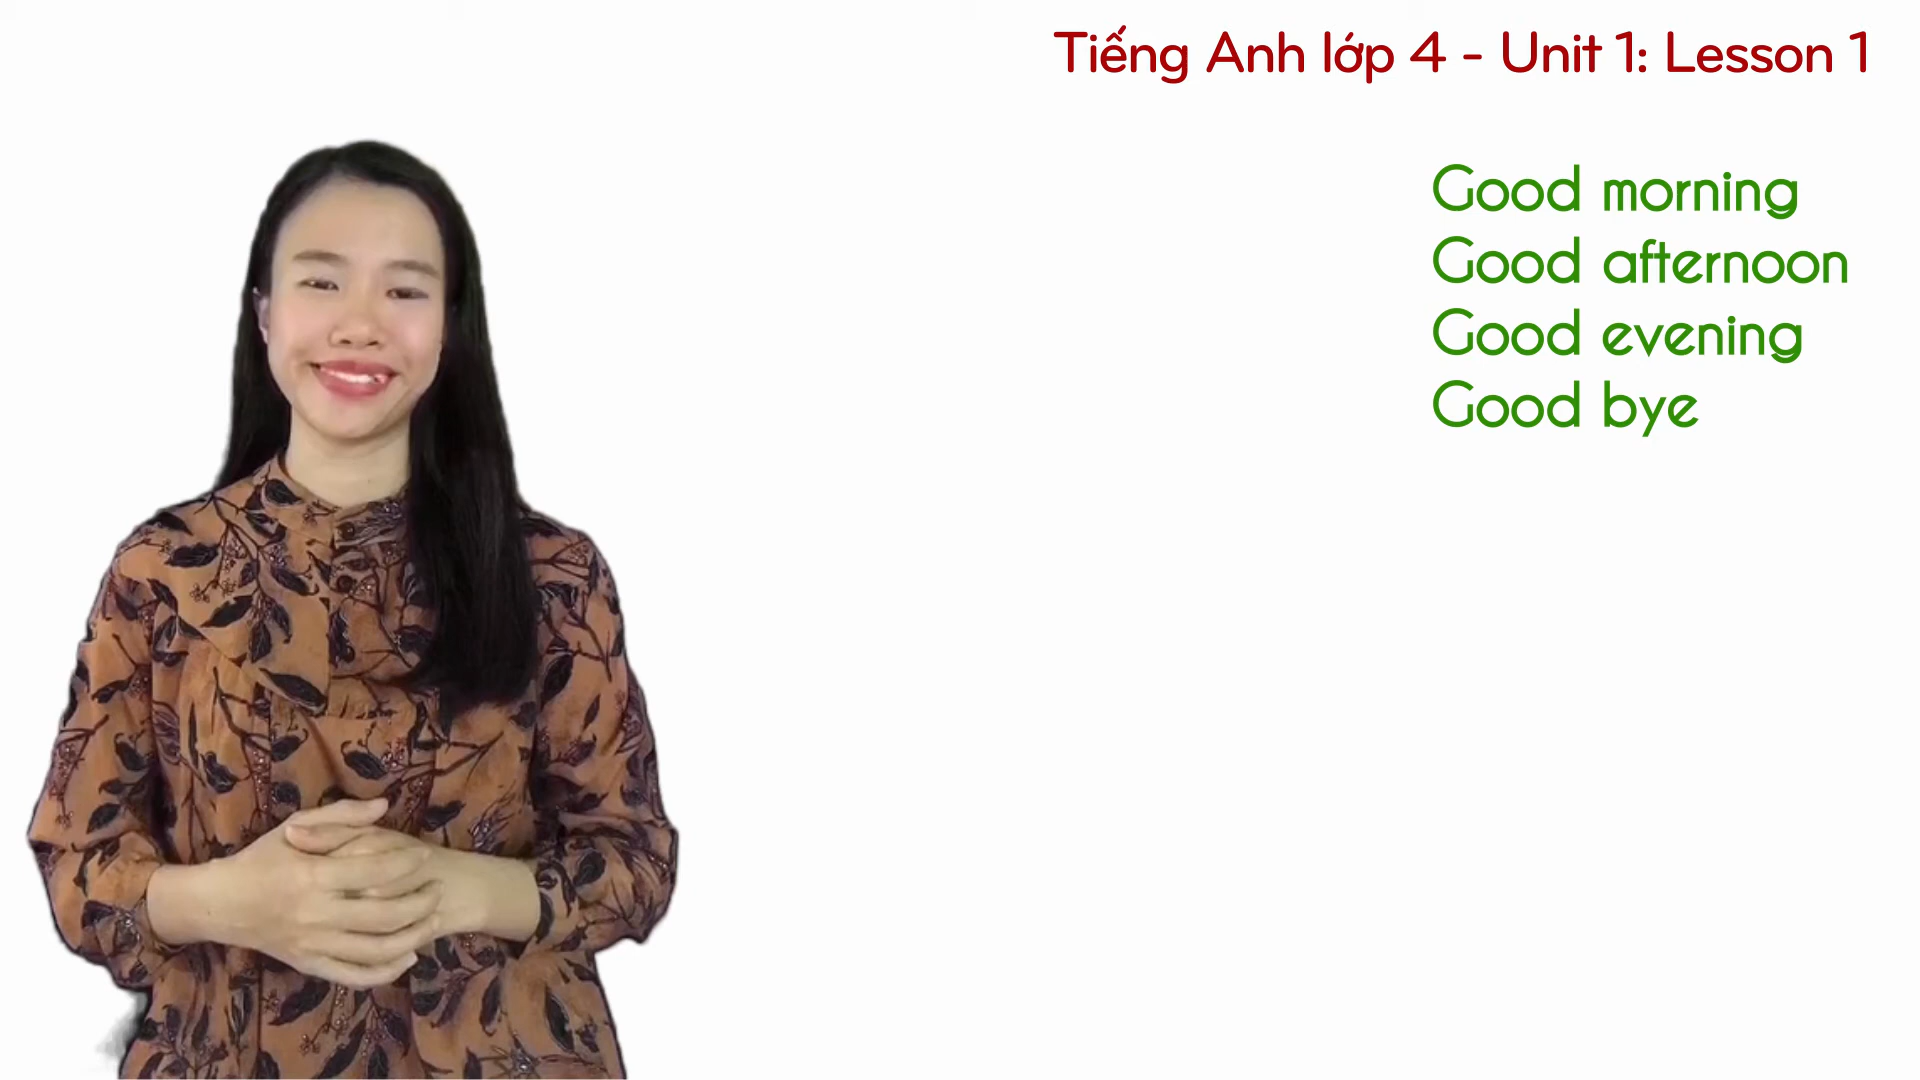 Tiếng Anh lớp 4 - Unit 1: Lesson 1
Good morning
Good afternoon
Good evening
Good bye